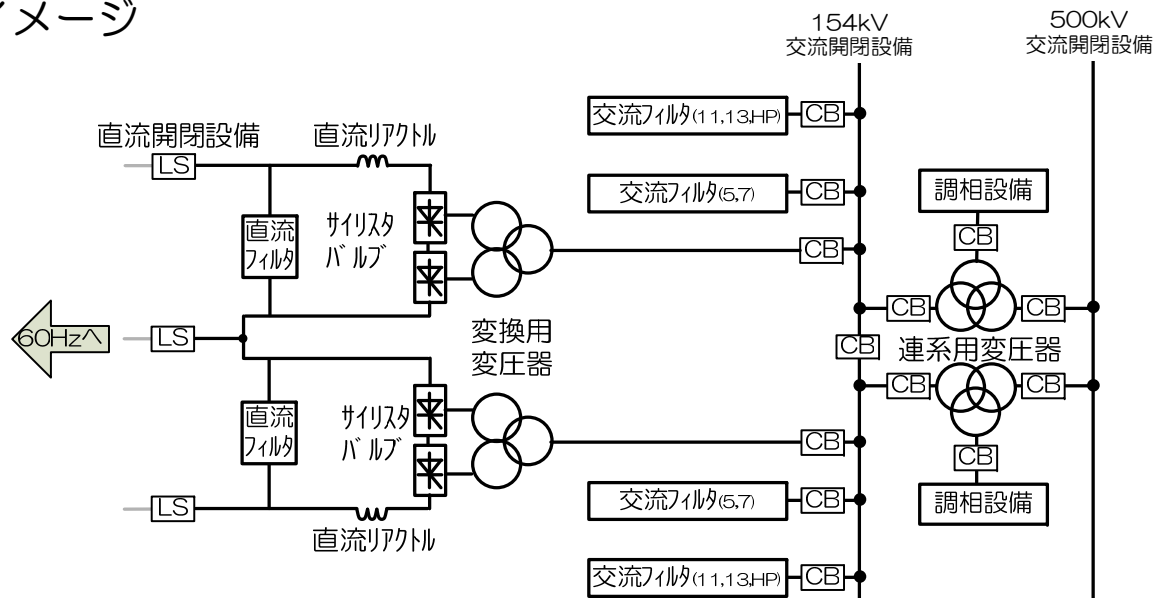 イメージ
154kV
交流開閉設備
500kV
交流開閉設備
交流フィルタ(11,13,HP)
CB
直流開閉設備
直流リアクトル
LS
交流フィルタ(5,7)
CB
調相設備
直流
フィルタ
サイリスタ
バルブ
CB
CB
CB
CB
60Hzへ
LS
変換用
変圧器
CB
連系用変圧器
CB
CB
直流
フィルタ
サイリスタ
バルブ
CB
CB
LS
交流フィルタ(5,7)
CB
調相設備
直流リアクトル
交流フィルタ(11,13,HP)
CB